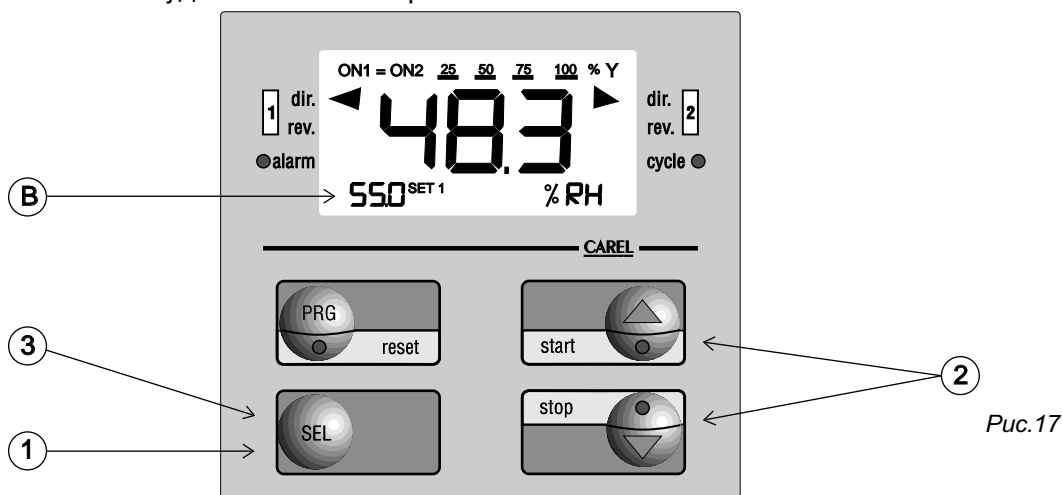 ON1 = ON2 25 50 75 100 % Y
1 dir. dir. 2
rev. 48.3 rev.
alarm cycle
B 55.0 SET 1 % RH
CAREL
PRG
3 reset start 2
stop
SEL
1
Рис.17